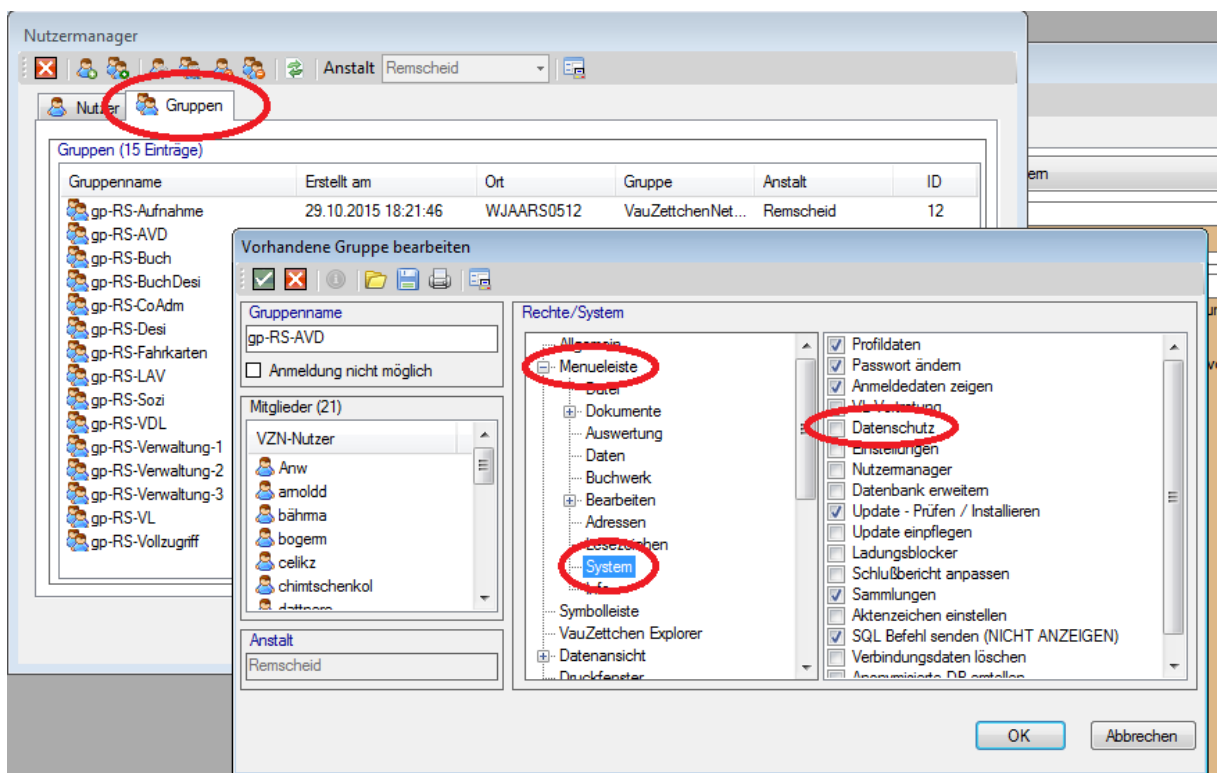 Nutzermanager
Anstalt Remscheid
Nutzer Gruppen
Gruppen (15 Einträge)
Gruppenname Erstellt am Ort Gruppe Anstalt ID
gp-RS-Aufnahme 29.10.2015 18:21:46 WJAARS0512 VauZettchenNet... Remscheid 12
gp-RS-AVD
gp-RS-Buch
gp-RS-BuchDesi
gp-RS-CoAdm
gp-RS-Desi
gp-RS-Fahrkarten
gp-RS-LAV
gp-RS-Sozi
gp-RS-VDL
gp-RS-Verwaltung-1
gp-RS-Verwaltung-2
gp-RS-Verwaltung-3
gp-RS-VL
gp-RS-Vollzugriff
Vorhandene Gruppe bearbeiten
Gruppenname
gp-RS-AVD
Anmeldung nicht möglich
Mitglieder (21)
VZN-Nutzer
Anw
arnoldd
bährma
bogerm
celikz
chimtschenkol
Anstalt
Remscheid
Rechte/System
Allgemein
Menueleiste
Datei
Dokumente
Auswertung
Daten
Buchwerk
Bearbeiten
Adressen
Lesezeichen
System
Info
Symbolleiste
VauZettchen Explorer
Datenansicht
Druckfenster
Profildaten
Passwort ändern
Anmeldedaten zeigen
VL-Vertretung
Datenschutz
Einstellungen
Nutzermanager
Datenbank erweitern
Update - Prüfen / Installieren
Update einpflegen
Ladungsblocker
Schlußbericht anpassen
Sammlungen
Aktenzeichen einstellen
SQL Befehl senden (NICHT ANZEIGEN)
Verbindungsdaten löschen
Anonymisierte DB erstellen
OK Abbrechen